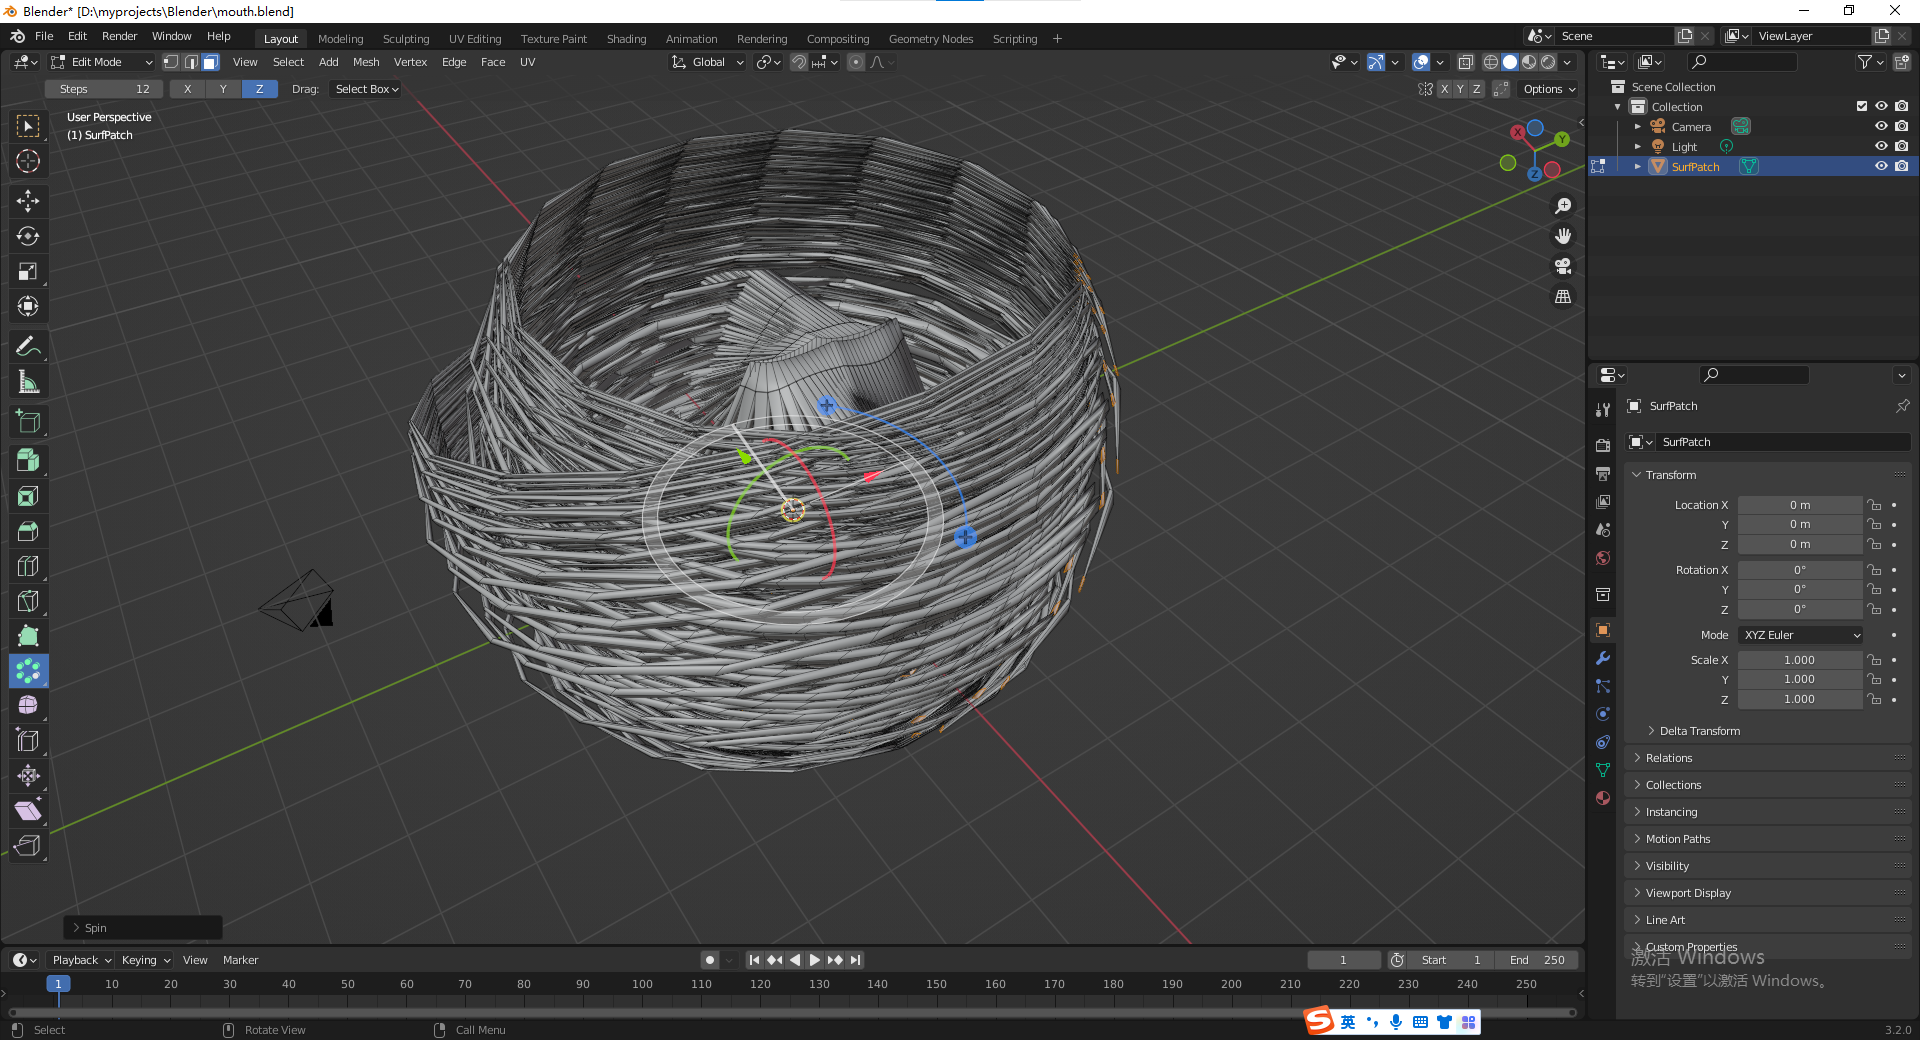 Blender* [D:\myprojects\Blender\mouth.blend]
File Edit Render Window Help Layout Modeling Sculpting UV Editing Texture Paint Shading Animation Rendering Compositing Geometry Nodes Scripting + Scene ViewLayer
Edit Mode View Select Add Mesh Vertex Edge Face UV Global
Steps 12 X Y Z Drag: Select Box X Y Z Options
User Perspective
(1) SurfPatch
X Y Z
Scene Collection
Collection
Camera
Light
SurfPatch
SurfPatch
SurfPatch
Transform
Location X 0 m
Y 0 m
Z 0 m
Rotation X 0°
Y 0°
Z 0°
Mode XYZ Euler
Scale X 1.000
Y 1.000
Z 1.000
Delta Transform
Relations
Collections
Instancing
Motion Paths
Visibility
Viewport Display
Line Art
Custom Properties
激活 Windows
转到“设置”以激活 Windows。
Spin
Playback Keying View Marker 1 Start 1 End 250
1 10 20 30 40 50 60 70 80 90 100 110 120 130 140 150 160 170 180 190 200 210 220 230 240 250
Select Rotate View Call Menu 英 3.2.0